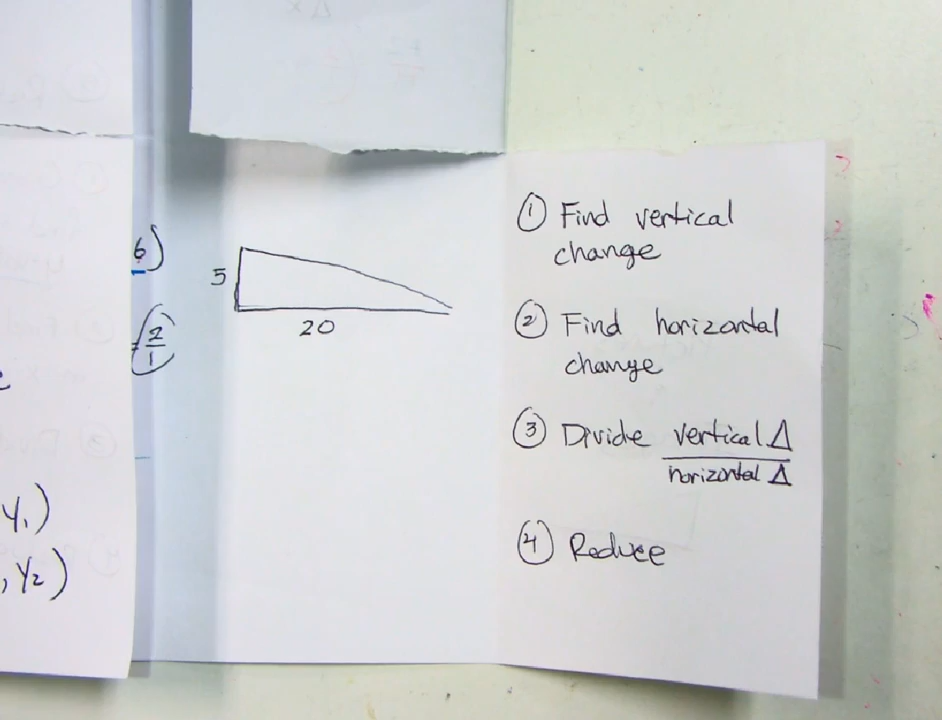 Δx
6)
2
1
y₁)
, y₂)
5
20
① Find vertical
change
② Find horizontal
change
③ Divide vertical Δ
horizontal Δ
④ Reduce